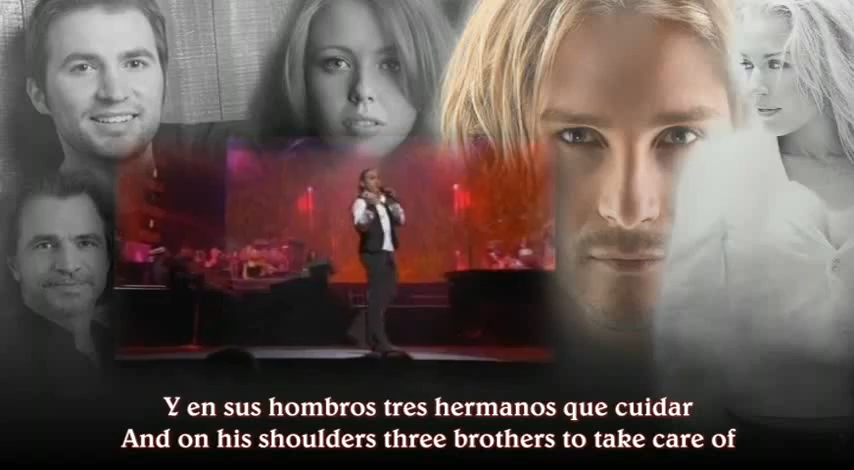 Y en sus hombros tres hermanos que cuidar
And on his shoulders three brothers to take care of